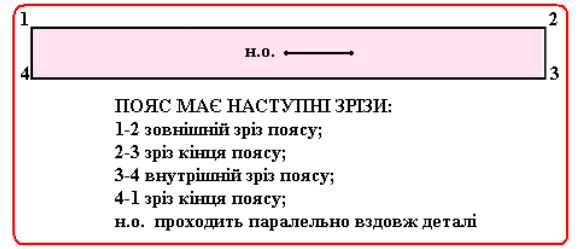 1 2
н.о.
4 3
ПОЯС МАЄ НАСТУПНІ ЗРІЗИ:
1-2 зовнішній зріз поясу;
2-3 зріз кінця поясу;
3-4 внутрішній зріз поясу;
4-1 зріз кінця поясу;
н.о. проходить паралельно вздовж деталі